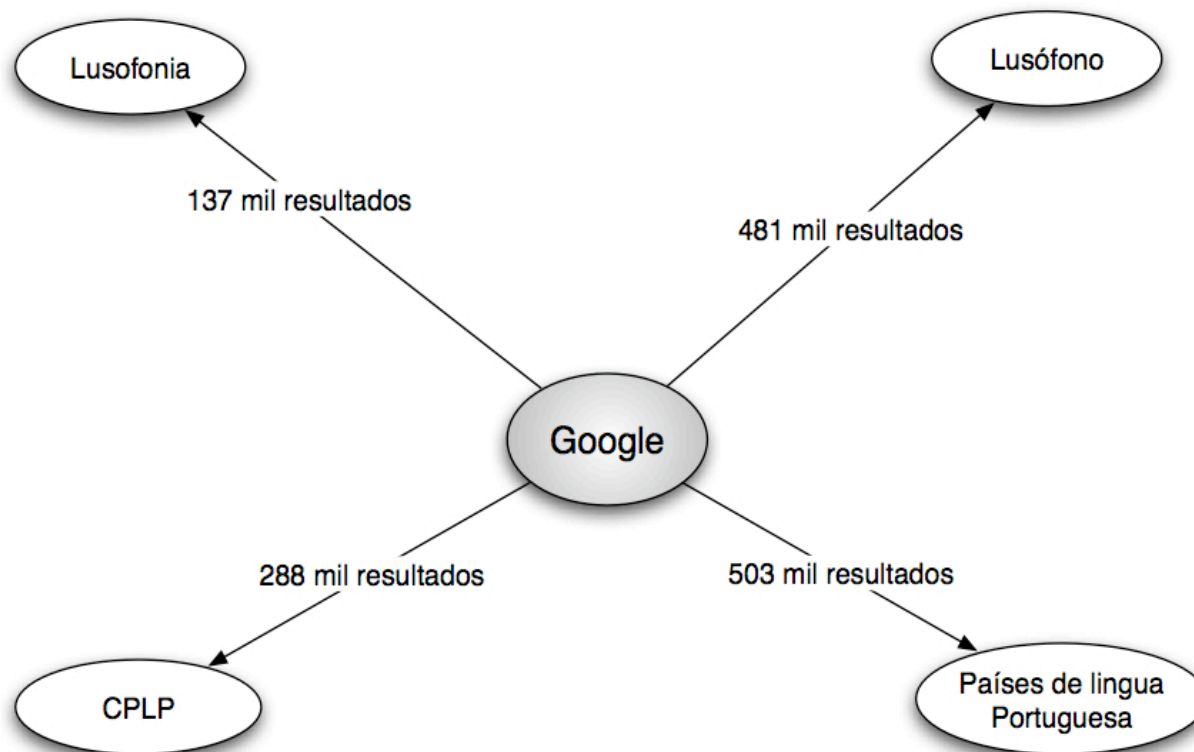 Lusofonia
Lusófono
137 mil resultados
481 mil resultados
Google
288 mil resultados
503 mil resultados
CPLP
Países de lingua
Portuguesa